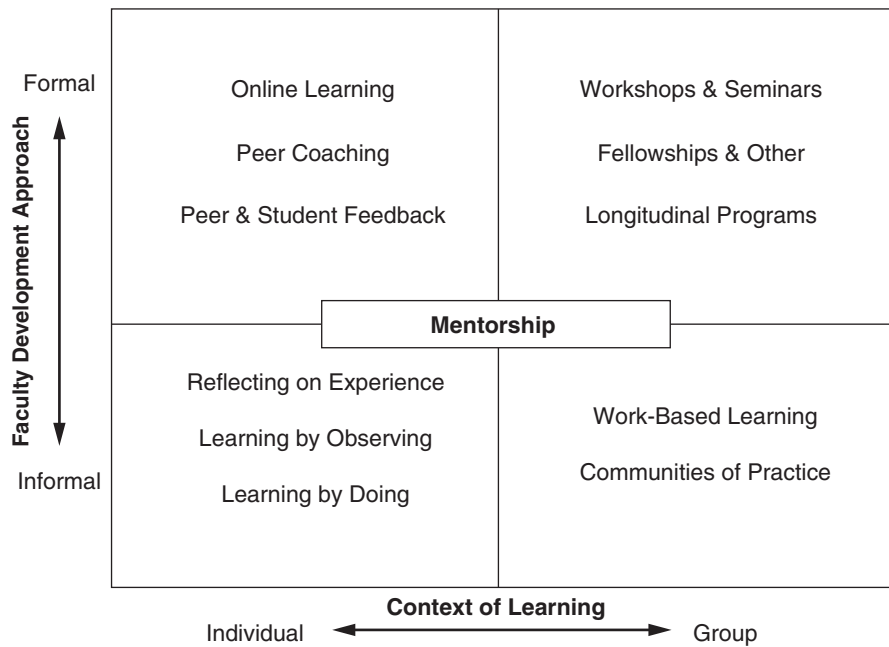 Formal
Faculty Development Approach
Informal
Online Learning
Peer Coaching
Peer & Student Feedback
Workshops & Seminars
Fellowships & Other
Longitudinal Programs
Mentorship
Reflecting on Experience
Learning by Observing
Learning by Doing
Work-Based Learning
Communities of Practice
Context of Learning
Individual
Group